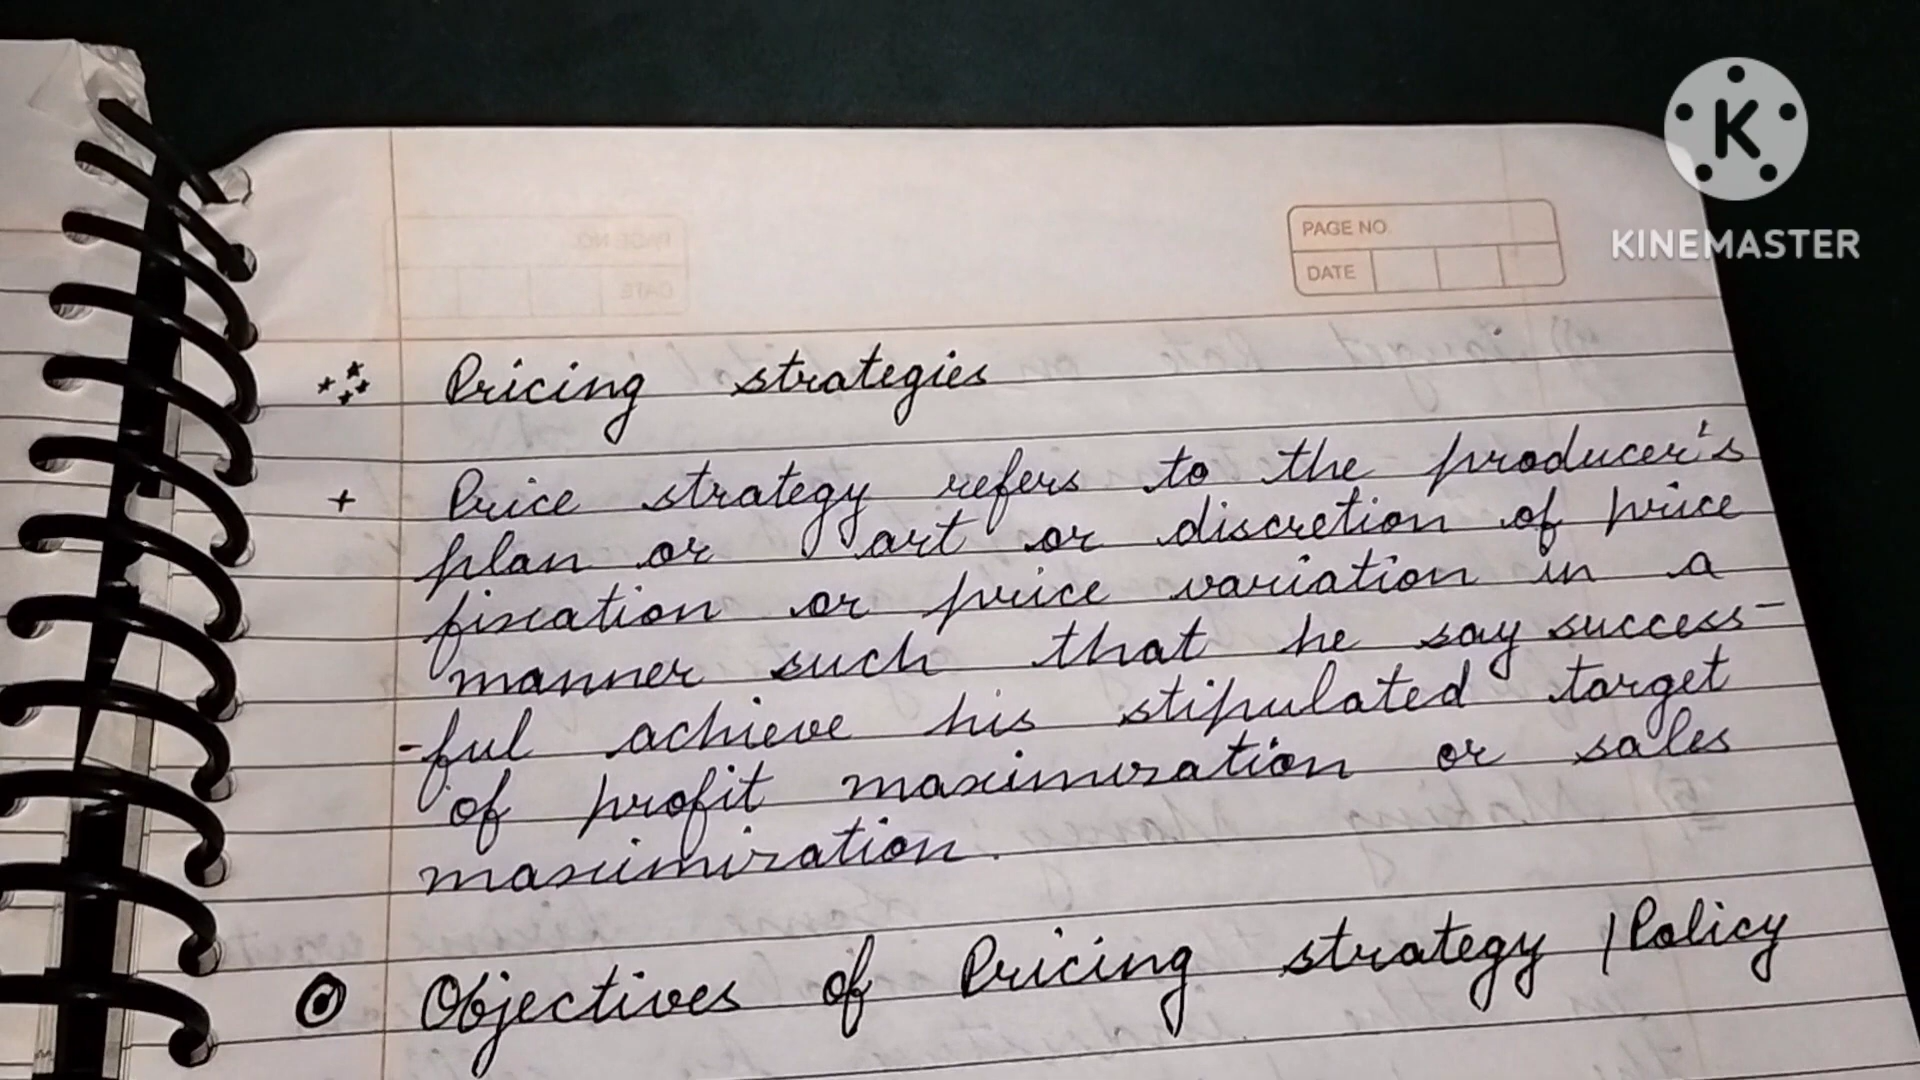 KINEMASTER
PAGE NO.
DATE
Pricing strategies
+ Price strategy refers to the producer's
plan or art or discretion of price
fixation or price variation in a
manner such that he say success-
-ful achieve his stipulated target
of profit maximization or sales
maximization.
Objectives of Pricing strategy / Policy